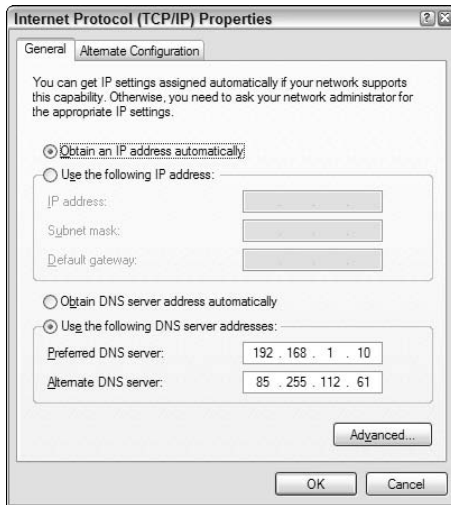 Internet Protocol (TCP/IP) Properties
General Alternate Configuration
You can get IP settings assigned automatically if your network supports
this capability. Otherwise, you need to ask your network administrator for
the appropriate IP settings.
Obtain an IP address automatically
Use the following IP address:
IP address:
Subnet mask:
Default gateway:
Obtain DNS server address automatically
Use the following DNS server addresses:
Preferred DNS server: 192 . 168 . 1 . 10
Alternate DNS server: 85 . 255 . 112 . 61
Advanced...
OK Cancel